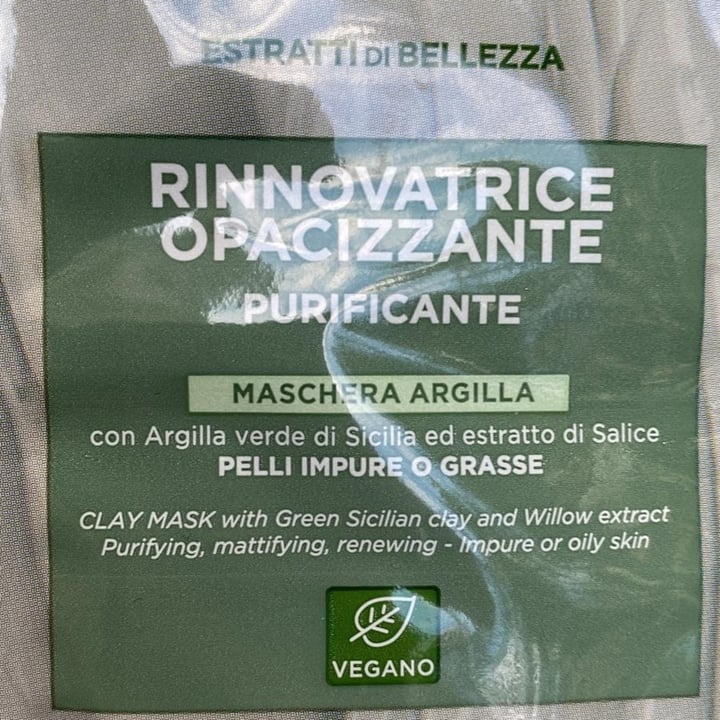 ESTRATTI DI BELLEZZA
RINNOVATRICE
OPACIZZANTE
PURIFICANTE
MASCHERA ARGILLA
con Argilla verde di Sicilia ed estratto di Salice.
PELLI IMPURE O GRASSE
CLAY MASK with Green Sicilian clay and Willow extract
Purifying, mattifying, renewing - Impure or oily skin
VEGANO